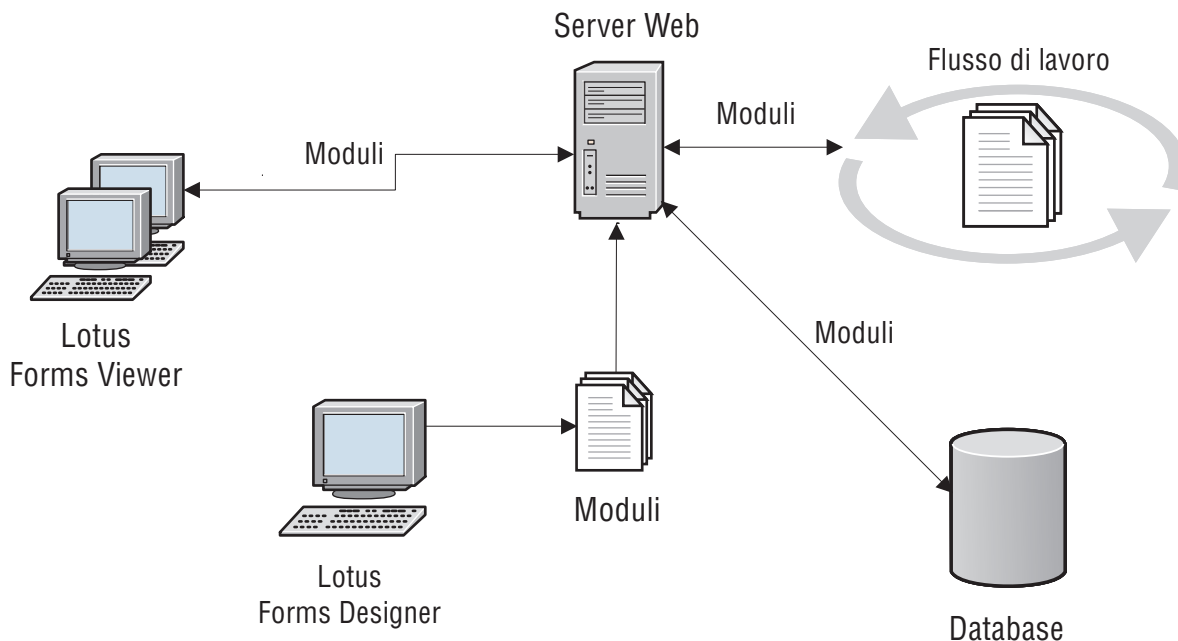 Server Web
Flusso di lavoro
Moduli
Moduli
Lotus
Forms Viewer
Moduli
Moduli
Lotus
Forms Designer
Database